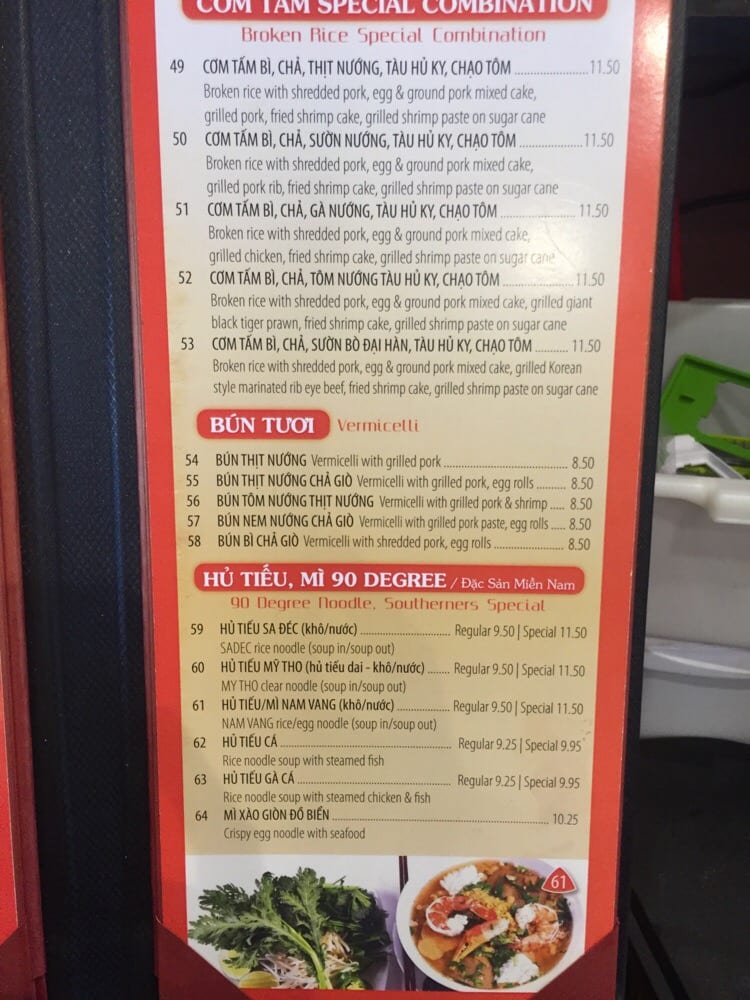 CƠM TẤM SPECIAL COMBINATION
Broken Rice Special Combination
49 CƠM TẤM BÌ, CHẢ, THỊT NƯỚNG, TÀU HỦ KY, CHẠO TÔM ........................11.50
Broken rice with shredded pork, egg & ground pork mixed cake,
grilled pork, fried shrimp cake, grilled shrimp paste on sugar cane
50 CƠM TẤM BÌ, CHẢ, SƯỜN NƯỚNG, TÀU HỦ KY, CHẠO TÔM .....................11.50
Broken rice with shredded pork, egg & ground pork mixed cake,
grilled pork rib, fried shrimp cake, grilled shrimp paste on sugar cane
51 CƠM TẤM BÌ, CHẢ, GÀ NƯỚNG, TÀU HỦ KY, CHẠO TÔM ........................ 11.50
Broken rice with shredded pork, egg & ground pork mixed cake,
grilled chicken, fried shrimp cake, grilled shrimp paste on sugar cane
52 CƠM TẤM BÌ, CHẢ, TÔM NƯỚNG TÀU HỦ KY, CHẠO TÔM ........................11.50
Broken rice with shredded pork, egg & ground pork mixed cake, grilled giant
black tiger prawn, fried shrimp cake, grilled shrimp paste on sugar cane
53 CƠM TẤM BÌ, CHẢ, SƯỜN BÒ ĐẠI HÀN, TÀU HỦ KY, CHẠO TÔM ........... 11.50
Broken rice with shredded pork, egg & ground pork mixed cake, grilled Korean
style marinated rib eye beef, fried shrimp cake, grilled shrimp paste on sugar cane
BÚN TƯƠI Vermicelli
54 BÚN THỊT NƯỚNG Vermicelli with grilled pork ........................................ 8.50
55 BÚN THỊT NƯỚNG CHẢ GIÒ Vermicelli with grilled pork, egg rolls ......... 8.50
56 BÚN TÔM NƯỚNG THỊT NƯỚNG Vermicelli with grilled pork & shrimp ..... 8.50
57 BÚN NEM NƯỚNG CHẢ GIÒ Vermicelli with grilled pork paste, egg rolls ..... 8.50
58 BÚN BÌ CHẢ GIÒ Vermicelli with shredded pork, egg rolls ....................... 8.50
HỦ TIẾU, MÌ 90 DEGREE / Đặc Sản Miền Nam
90 Degree Noodle, Southerners Special
59 HỦ TIẾU SA ĐÉC (khô/nước) ............................. Regular 9.50 | Special 11.50
SADEC rice noodle (soup in/soup out)
60 HỦ TIẾU MỸ THO (hủ tiếu dai - khô/nước) ....... Regular 9.50 | Special 11.50
MY THO clear noodle (soup in/soup out)
61 HỦ TIẾU/MÌ NAM VANG (khô/nước) ................. Regular 9.50 | Special 11.50
NAM VANG rice/egg noodle (soup in/soup out)
62 HỦ TIẾU CÁ ....................................................... Regular 9.25 | Special 9.95
Rice noodle soup with steamed fish
63 HỦ TIẾU GÀ CÁ ................................................. Regular 9.25 | Special 9.95
Rice noodle soup with steamed chicken & fish
64 MÌ XÀO GIÒN ĐỒ BIỂN ...................................................................... 10.25
Crispy egg noodle with seafood
61